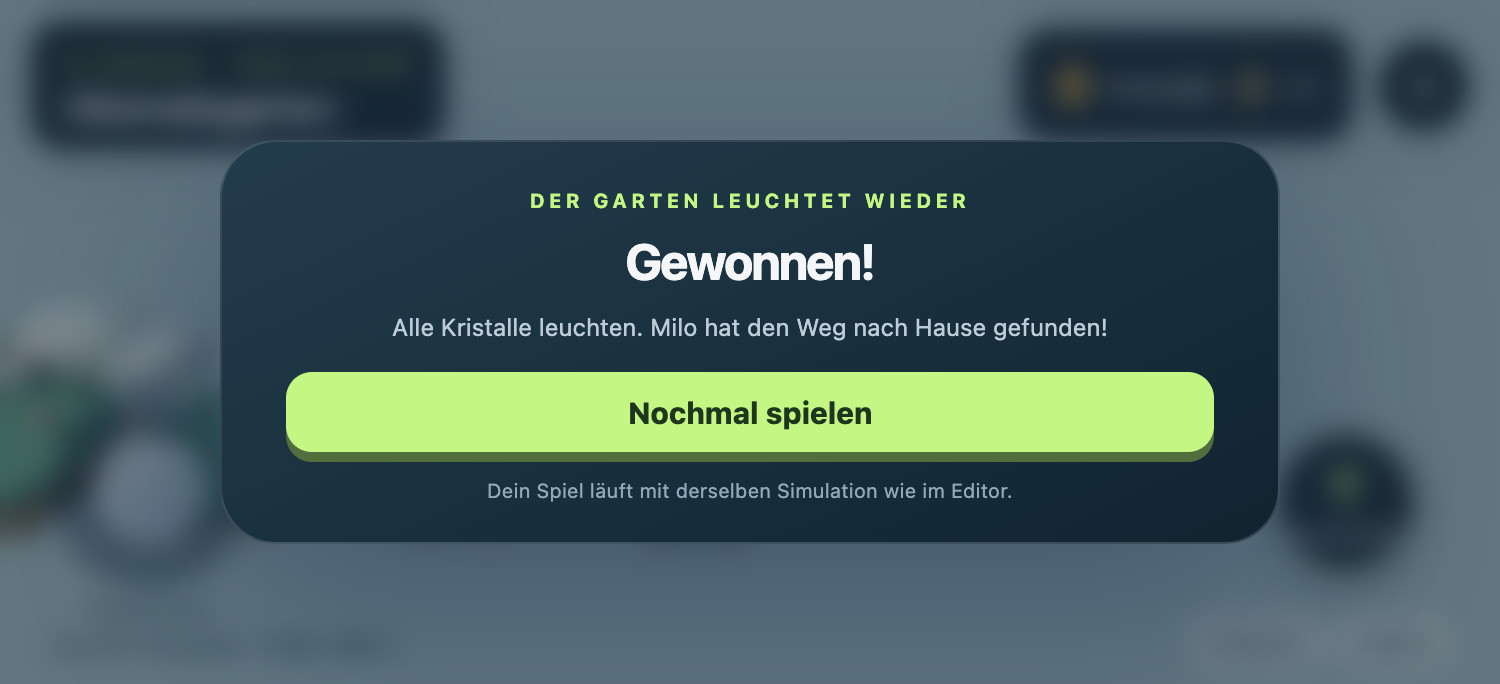 DER GARTEN LEUCHTET WIEDER
Gewonnen!
Alle Kristalle leuchten. Milo hat den Weg nach Hause gefunden!
Nochmal spielen
Dein Spiel läuft mit derselben Simulation wie im Editor.